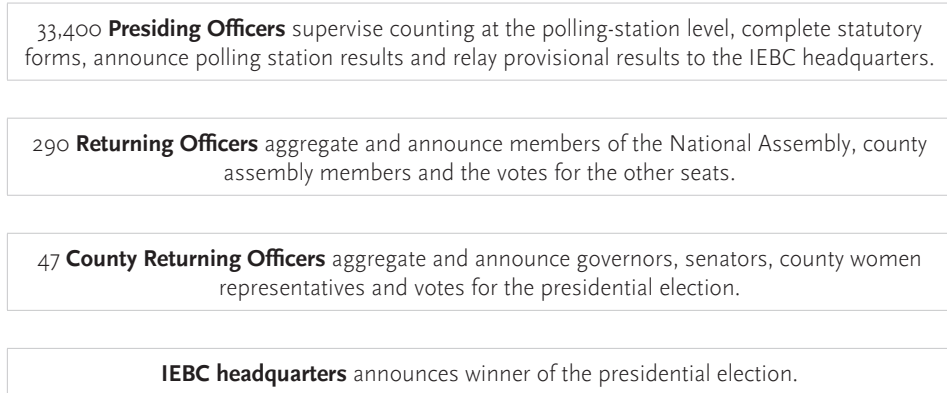 33,400 Presiding Officers supervise counting at the polling-station level, complete statutory
forms, announce polling station results and relay provisional results to the IEBC headquarters.
290 Returning Officers aggregate and announce members of the National Assembly, county
assembly members and the votes for the other seats.
47 County Returning Officers aggregate and announce governors, senators, county women
representatives and votes for the presidential election.
IEBC headquarters announces winner of the presidential election.